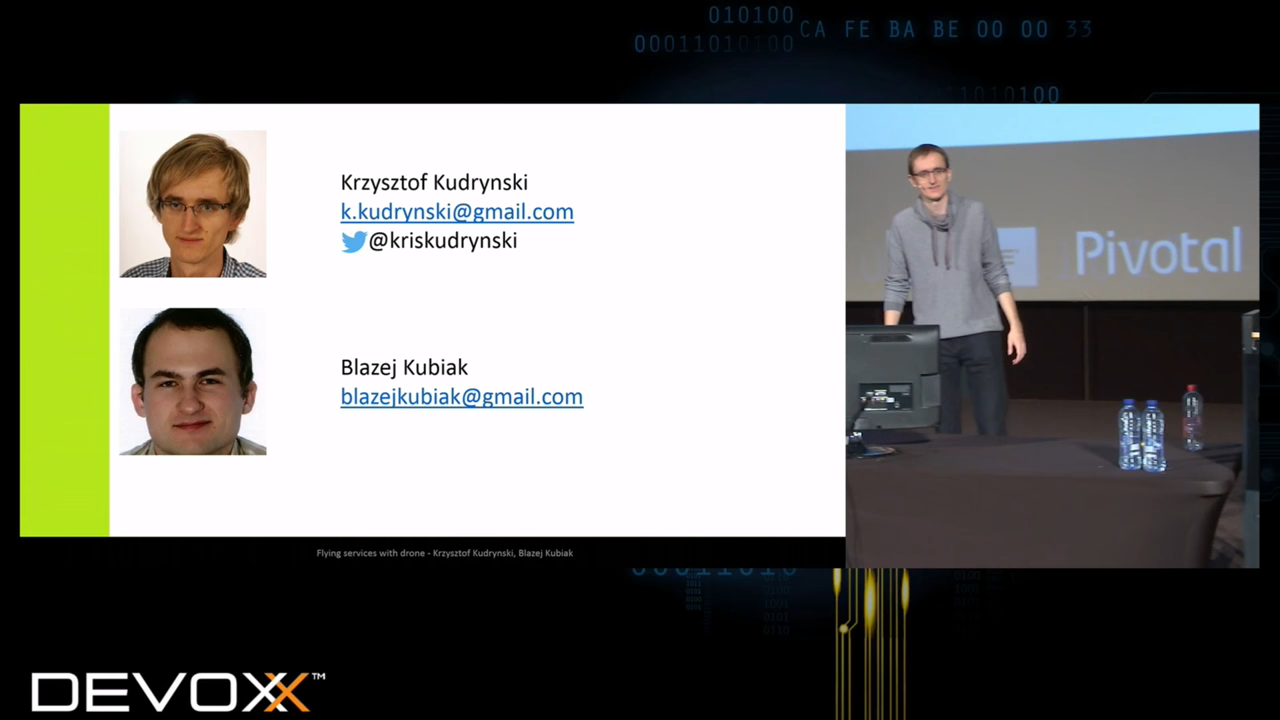 010100
00011010100
CA FE BA BE 00 00 33
1010100
Krzysztof Kudrynski
k.kudrynski@gmail.com
@kriskudrynski
Pivotal
Blazej Kubiak
blazejkubiak@gmail.com
Flying services with drone - Krzysztof Kudrynski, Blazej Kubiak
DEVOXX™